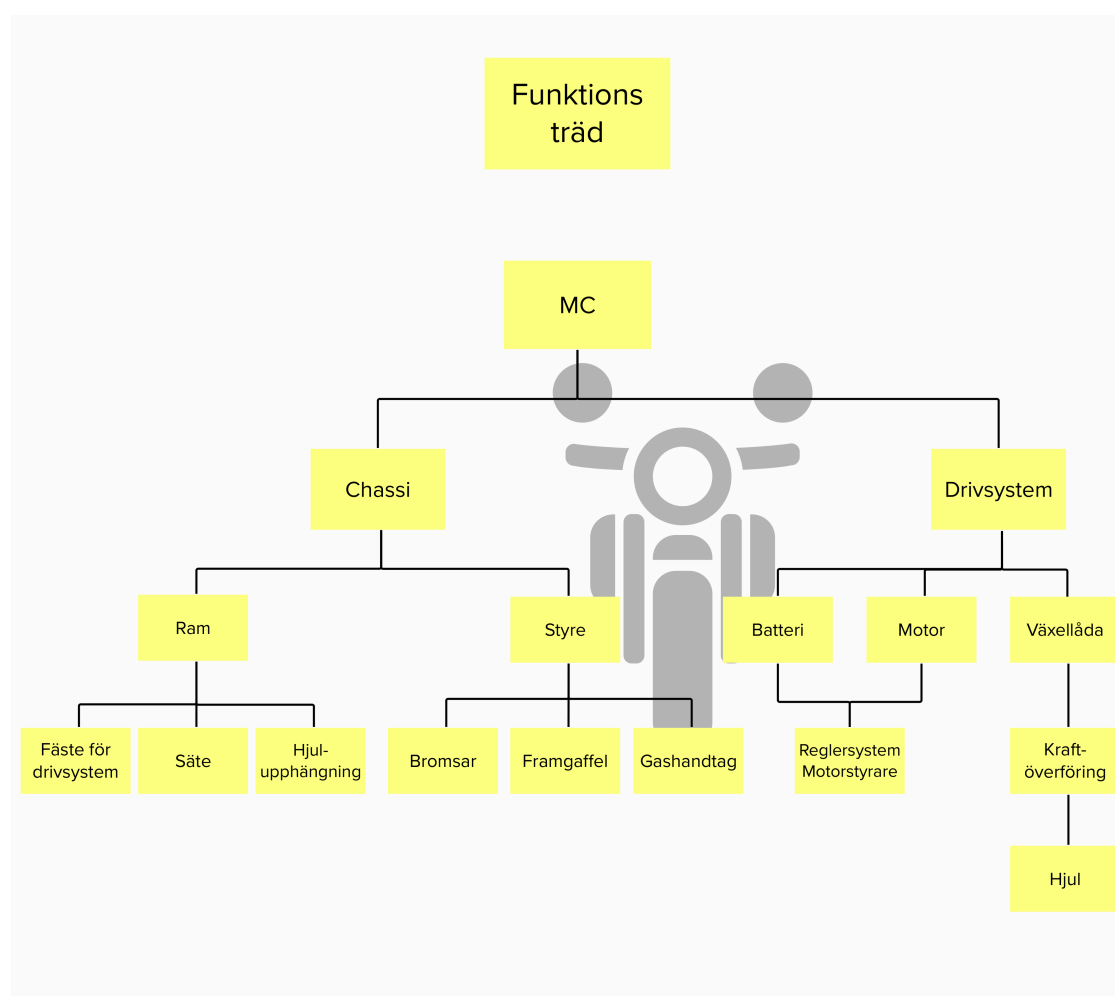 Funktions
träd
MC
Chassi
Drivsystem
Ram
Styre
Batteri
Motor
Växellåda
Fäste för
drivsystem
Säte
Hjul-
upphängning
Bromsar
Framgaffel
Gashandtag
Reglersystem
Motorstyrare
Kraft-
överföring
Hjul